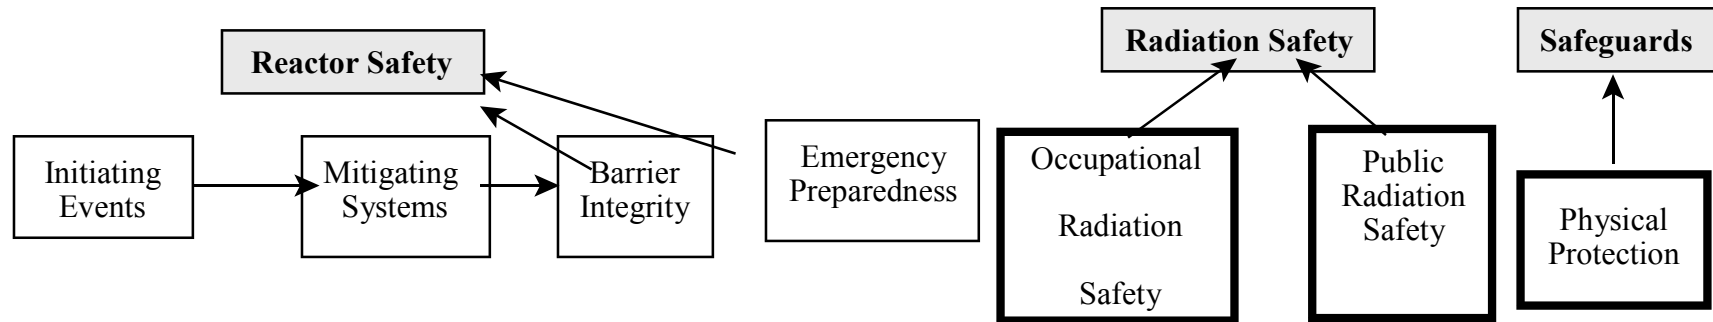 Reactor Safety
Radiation Safety
Safeguards
Initiating
Events
Mitigating
Systems
Barrier
Integrity
Emergency
Preparedness
Occupational
Radiation
Safety
Public
Radiation
Safety
Physical
Protection